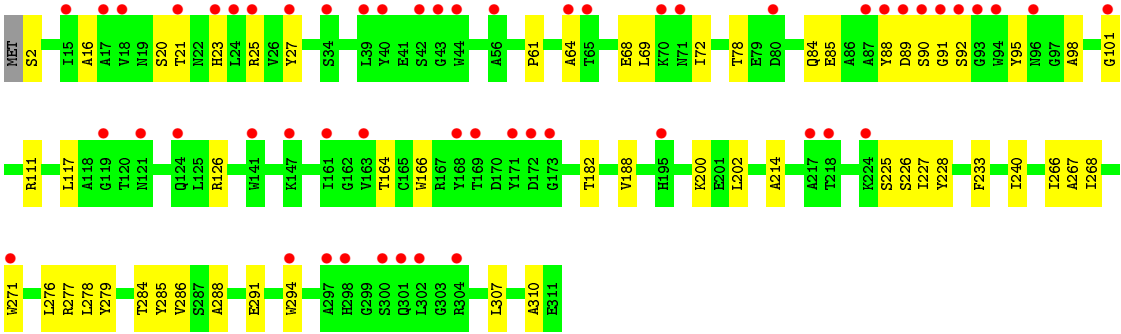 MET S2 I15 A16 A17 V18 N19 S20 T21 N22 H23 L24 R25 V26 Y27 S34 L39 Y40 E41 S42 G43 W44 A56 P61 A64 T65 E68 L69 K70 N71 I72 T78 E79 D80 Q84 E85 A86 A87 Y88 D89 S90 G91 S92 G93 W94 Y95 N96 G97 A98 G101
R111 L117 A118 G119 T120 N121 Q124 L125 R126 W141 K147 I161 G162 V163 T164 C165 W166 R167 Y168 T169 D170 Y171 D172 G173 T182 V188 H195 K200 E201 L202 A214 A217 T218 K224 S225 S226 I227 Y228 F233 I240 I266 A267 I268
W271 L276 R277 L278 Y279 T284 Y285 V286 S287 A288 E291 W294 A297 H298 G299 S300 Q301 L302 G303 R304 L307 A310 E311